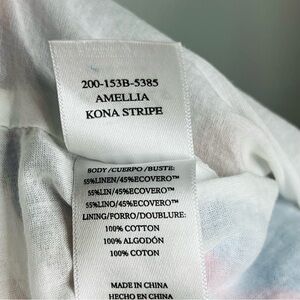 200-153B-5385
AMELLIA
KONA STRIPE
BODY /CUERPO /BUSTE:
55%LINEN/45%ECOVERO™
55%LIN/45%ECOVERO™
55%LINO/45%ECOVERO™
LINING/FORRO/DOUBLURE:
100% COTTON
100% ALGODÓN
100% COTON
MADE IN CHINA
HECHO EN CHINA